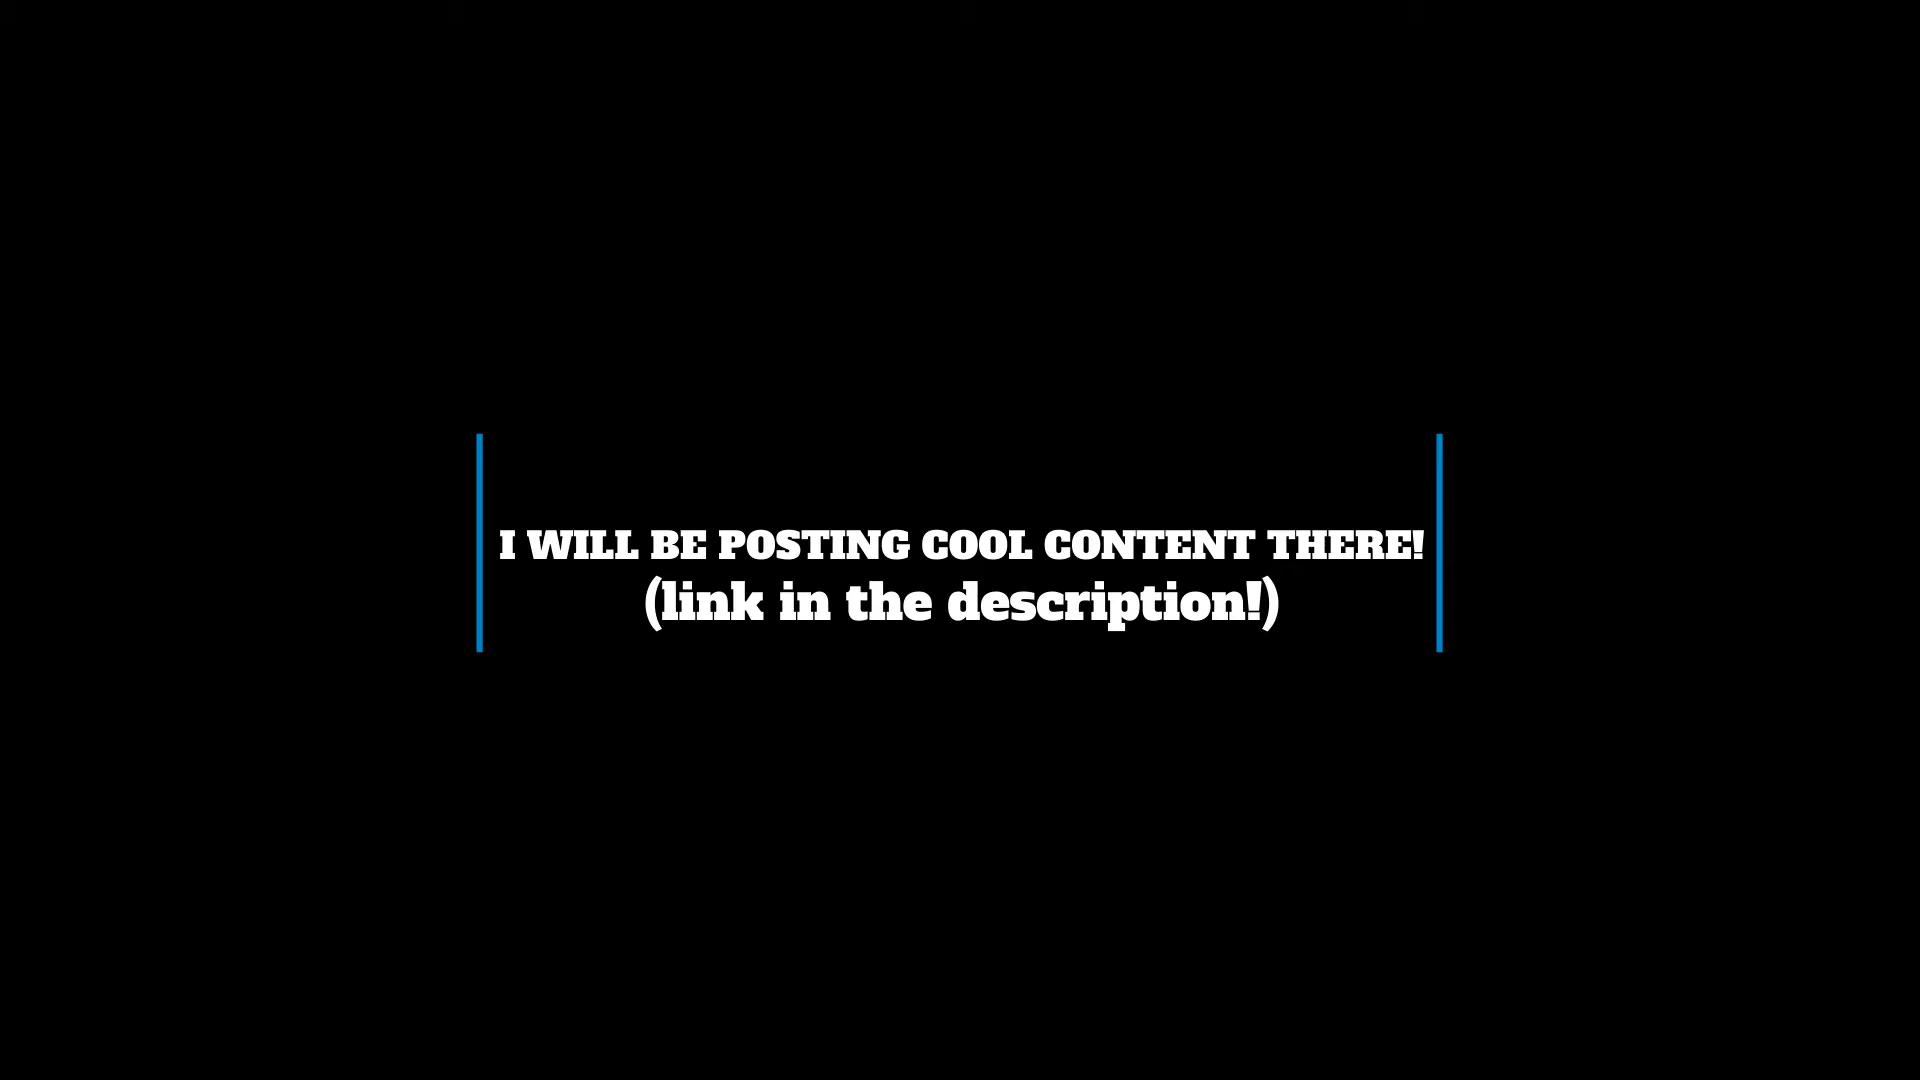 I WILL BE POSTING COOL CONTENT THERE!
(link in the description!)